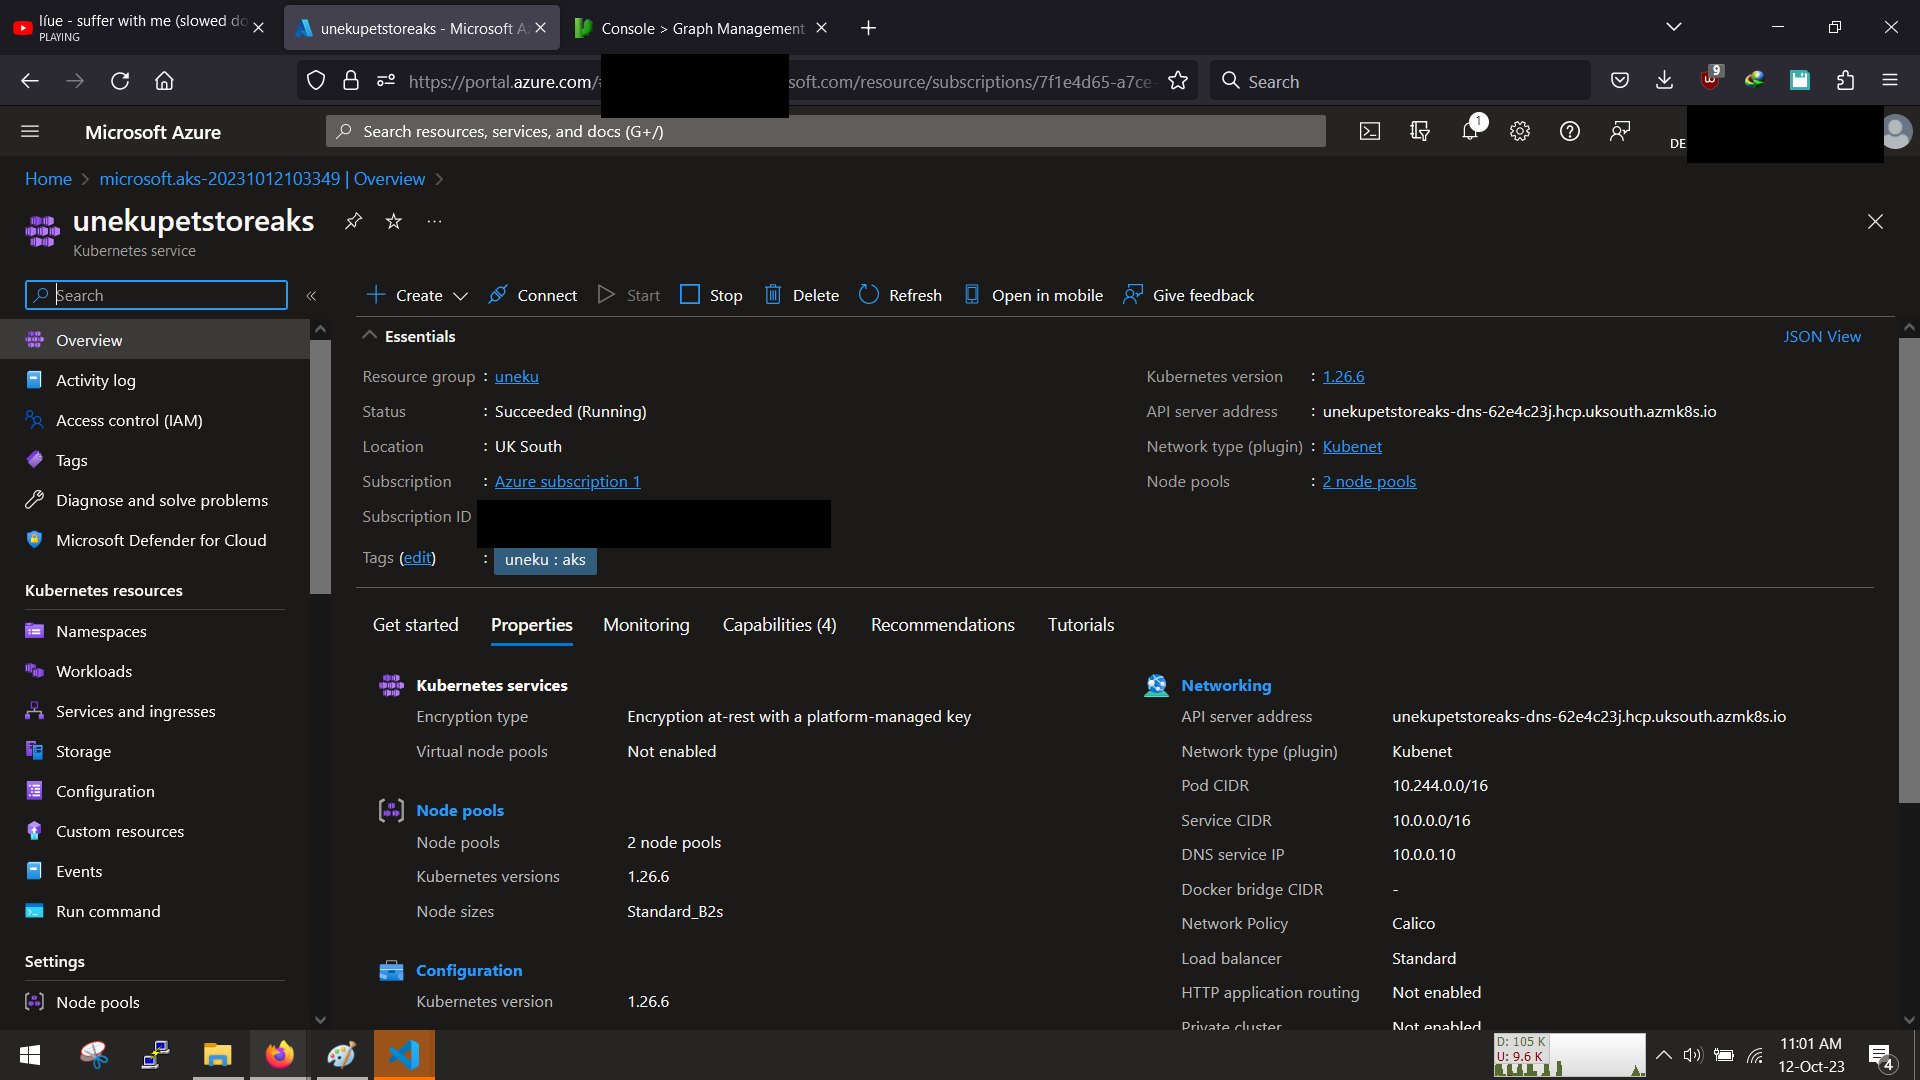 líue - suffer with me (slowed do
PLAYING
unekupetstoreaks - Microsoft A
Console > Graph Management
https://portal.azure.com/#
soft.com/resource/subscriptions/7f1e4d65-a7ce-
Search
9
Microsoft Azure
Search resources, services, and docs (G+/)
1
DE
Home > microsoft.aks-20231012103349 | Overview >
unekupetstoreaks
Kubernetes service
Search
Create
Connect
Start
Stop
Delete
Refresh
Open in mobile
Give feedback
Overview
Activity log
Access control (IAM)
Tags
Diagnose and solve problems
Microsoft Defender for Cloud
Kubernetes resources
Namespaces
Workloads
Services and ingresses
Storage
Configuration
Custom resources
Events
Run command
Settings
Node pools
Essentials
JSON View
Resource group : uneku
Status : Succeeded (Running)
Location : UK South
Subscription : Azure subscription 1
Subscription ID
Tags (edit) : uneku : aks
Kubernetes version : 1.26.6
API server address : unekupetstoreaks-dns-62e4c23j.hcp.uksouth.azmk8s.io
Network type (plugin) : Kubenet
Node pools : 2 node pools
Get started
Properties
Monitoring
Capabilities (4)
Recommendations
Tutorials
Kubernetes services
Encryption type Encryption at-rest with a platform-managed key
Virtual node pools Not enabled
Node pools
Node pools 2 node pools
Kubernetes versions 1.26.6
Node sizes Standard_B2s
Configuration
Kubernetes version 1.26.6
Networking
API server address unekupetstoreaks-dns-62e4c23j.hcp.uksouth.azmk8s.io
Network type (plugin) Kubenet
Pod CIDR 10.244.0.0/16
Service CIDR 10.0.0.0/16
DNS service IP 10.0.0.10
Docker bridge CIDR -
Network Policy Calico
Load balancer Standard
HTTP application routing Not enabled
Private cluster Not enabled
D: 105 K
U: 9.6 K
11:01 AM
12-Oct-23
4